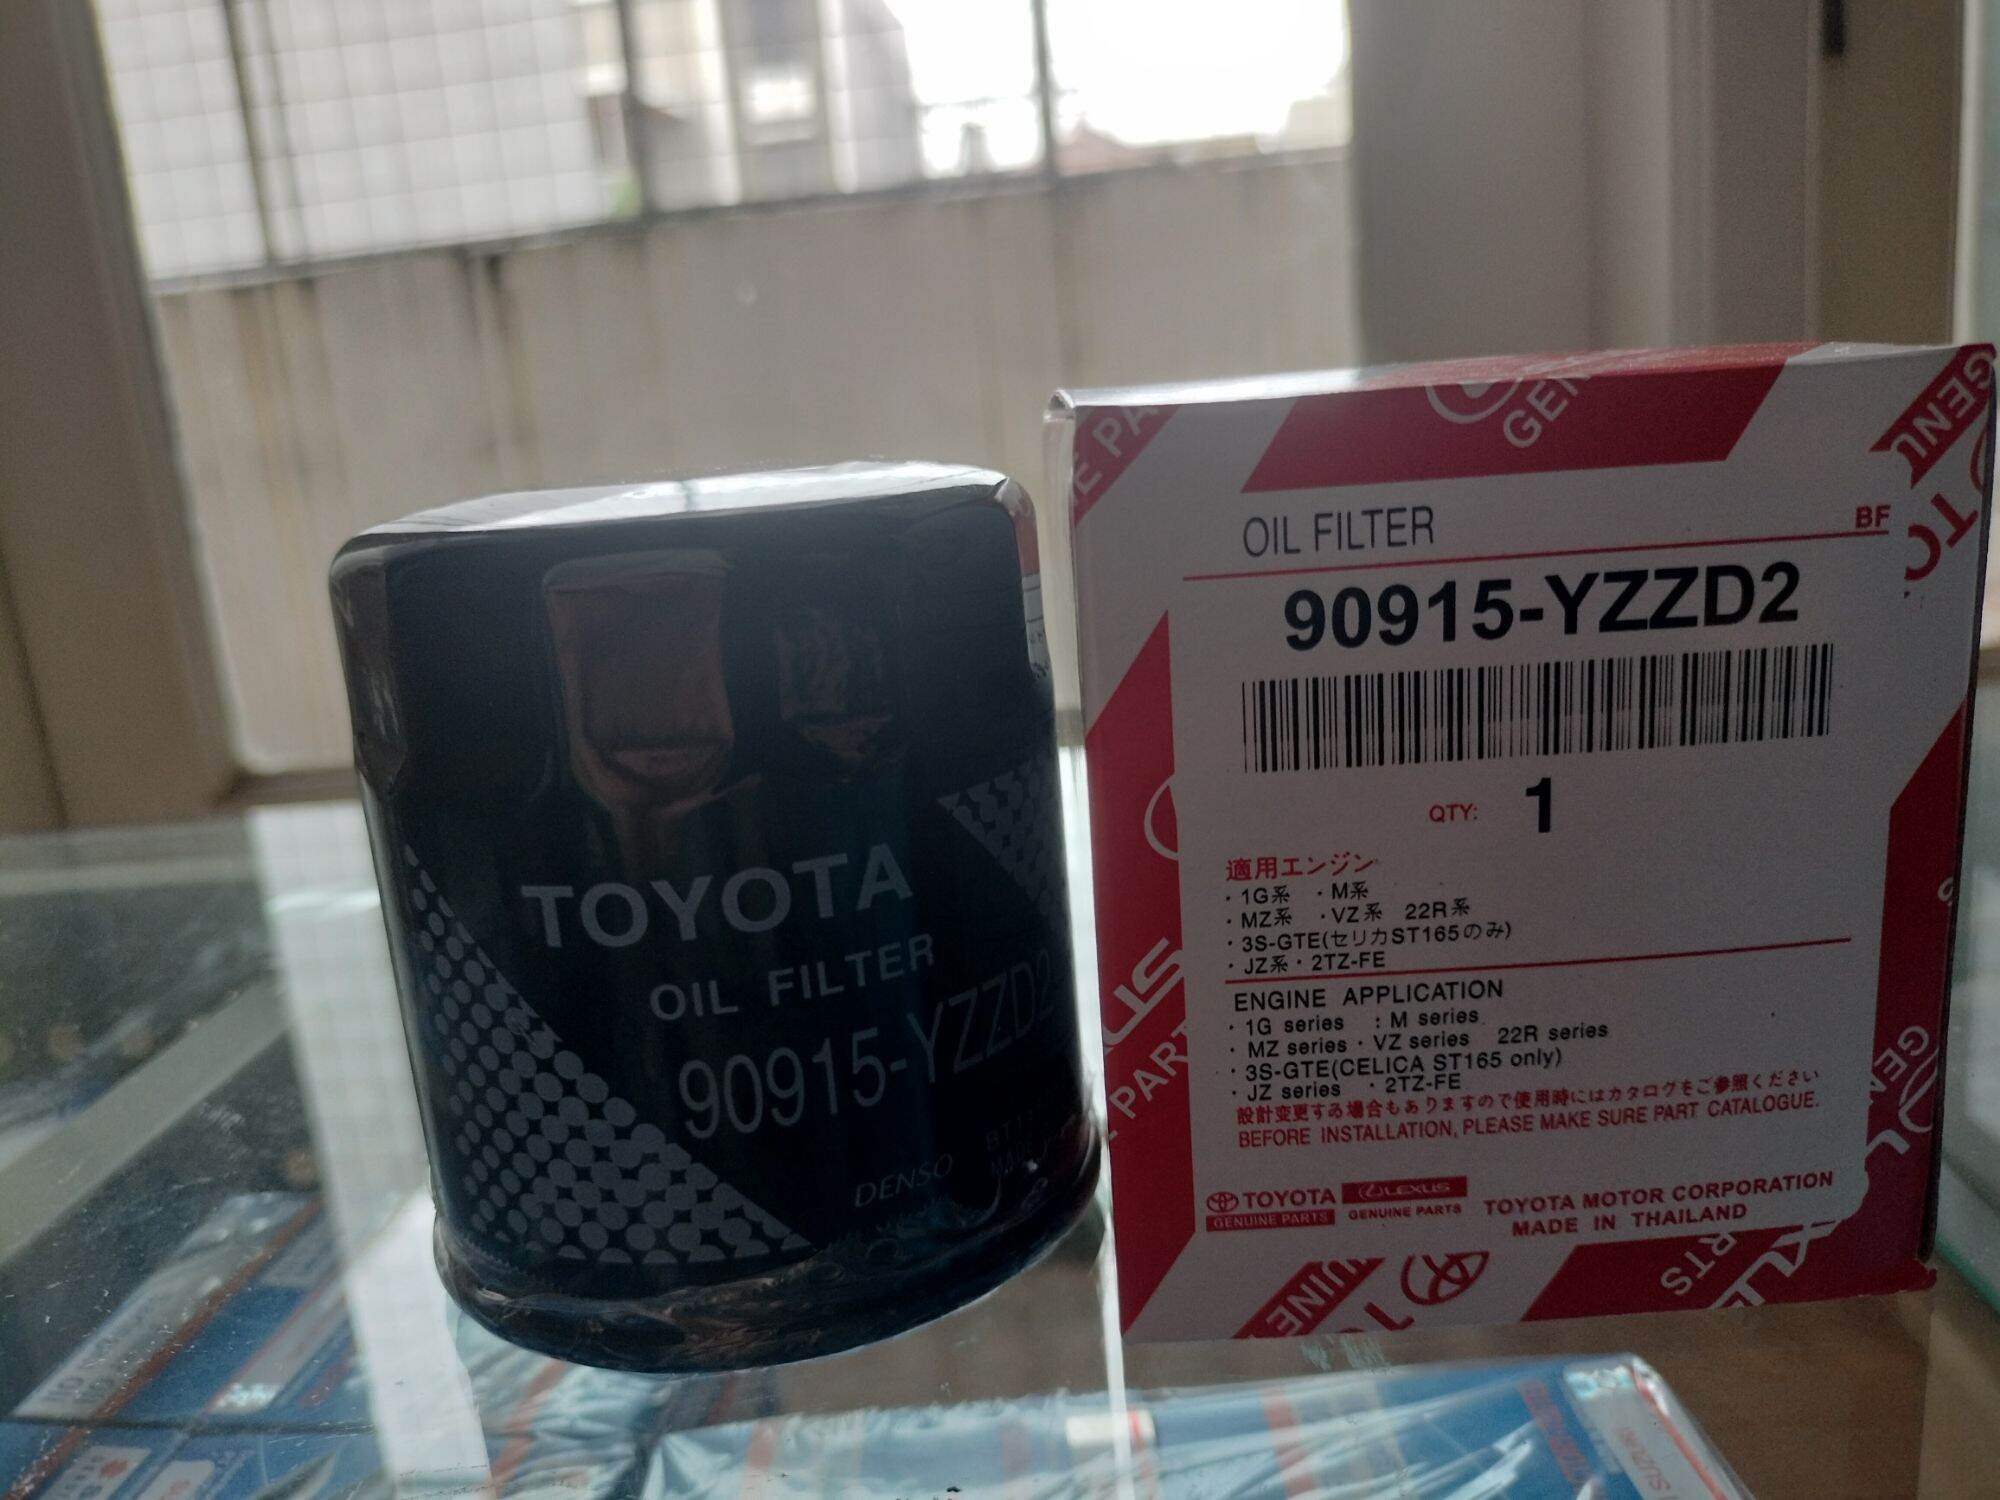 TOYOTA
OIL FILTER
90915-YZZD2
DENSO
OIL FILTER
BF
90915-YZZD2
QTY: 1
適用エンジン
・1G系 ・M系
・MZ系 ・VZ系 22R系
・3S-GTE(セリカST165のみ)
・JZ系・2TZ-FE
ENGINE APPLICATION
・1G series : M series
・MZ series・VZ series 22R series
・3S-GTE(CELICA ST165 only)
・JZ series ・2TZ-FE
設計変更する場合もありますので使用時にはカタログをご参照ください
BEFORE INSTALLATION, PLEASE MAKE SURE PART CATALOGUE.
TOYOTA
GENUINE PARTS
LEXUS
GENUINE PARTS
TOYOTA MOTOR CORPORATION
MADE IN THAILAND